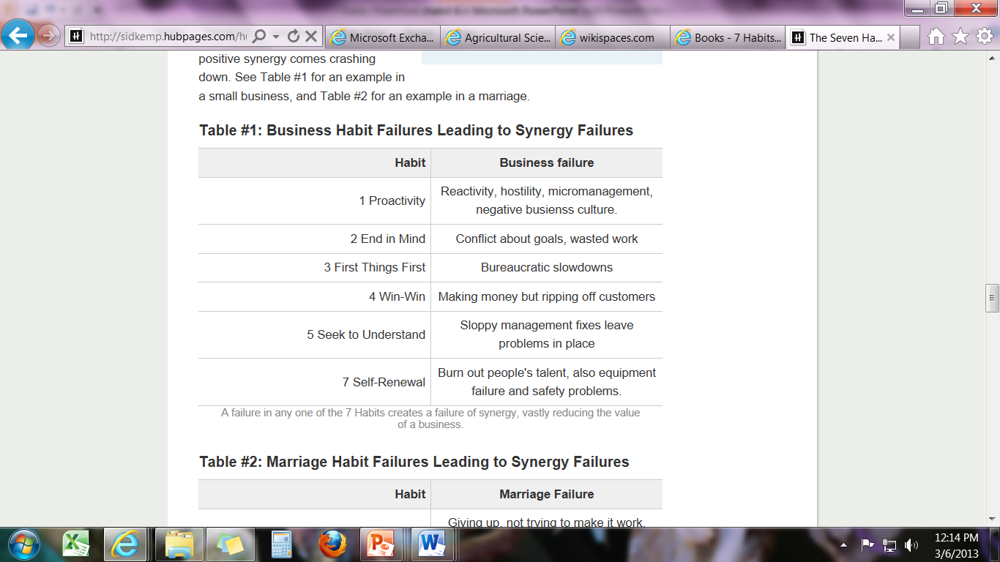 http://sidkemp.hubpages.com/hu
Microsoft Excha...
Agricultural Scie...
wikispaces.com
Books - 7 Habits...
The Seven Ha...
positive synergy comes crashing
down. See Table #1 for an example in
a small business, and Table #2 for an example in a marriage.
Table #1: Business Habit Failures Leading to Synergy Failures
Habit Business failure
1 Proactivity Reactivity, hostility, micromanagement,
negative busienss culture.
2 End in Mind Conflict about goals, wasted work
3 First Things First Bureaucratic slowdowns
4 Win-Win Making money but ripping off customers
5 Seek to Understand Sloppy management fixes leave
problems in place
7 Self-Renewal Burn out people's talent, also equipment
failure and safety problems.
A failure in any one of the 7 Habits creates a failure of synergy, vastly reducing the value
of a business.
Table #2: Marriage Habit Failures Leading to Synergy Failures
Habit Marriage Failure
Giving up, not trying to make it work,
12:14 PM
3/6/2013